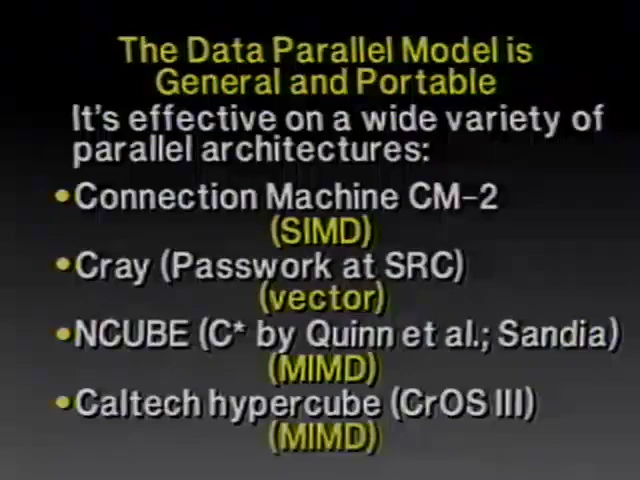 The Data Parallel Model is
General and Portable
It's effective on a wide variety of
parallel architectures:
•Connection Machine CM-2
(SIMD)
•Cray (Passwork at SRC)
(vector)
•NCUBE (C* by Quinn et al.; Sandia)
(MIMD)
•Caltech hypercube (CrOS III)
(MIMD)